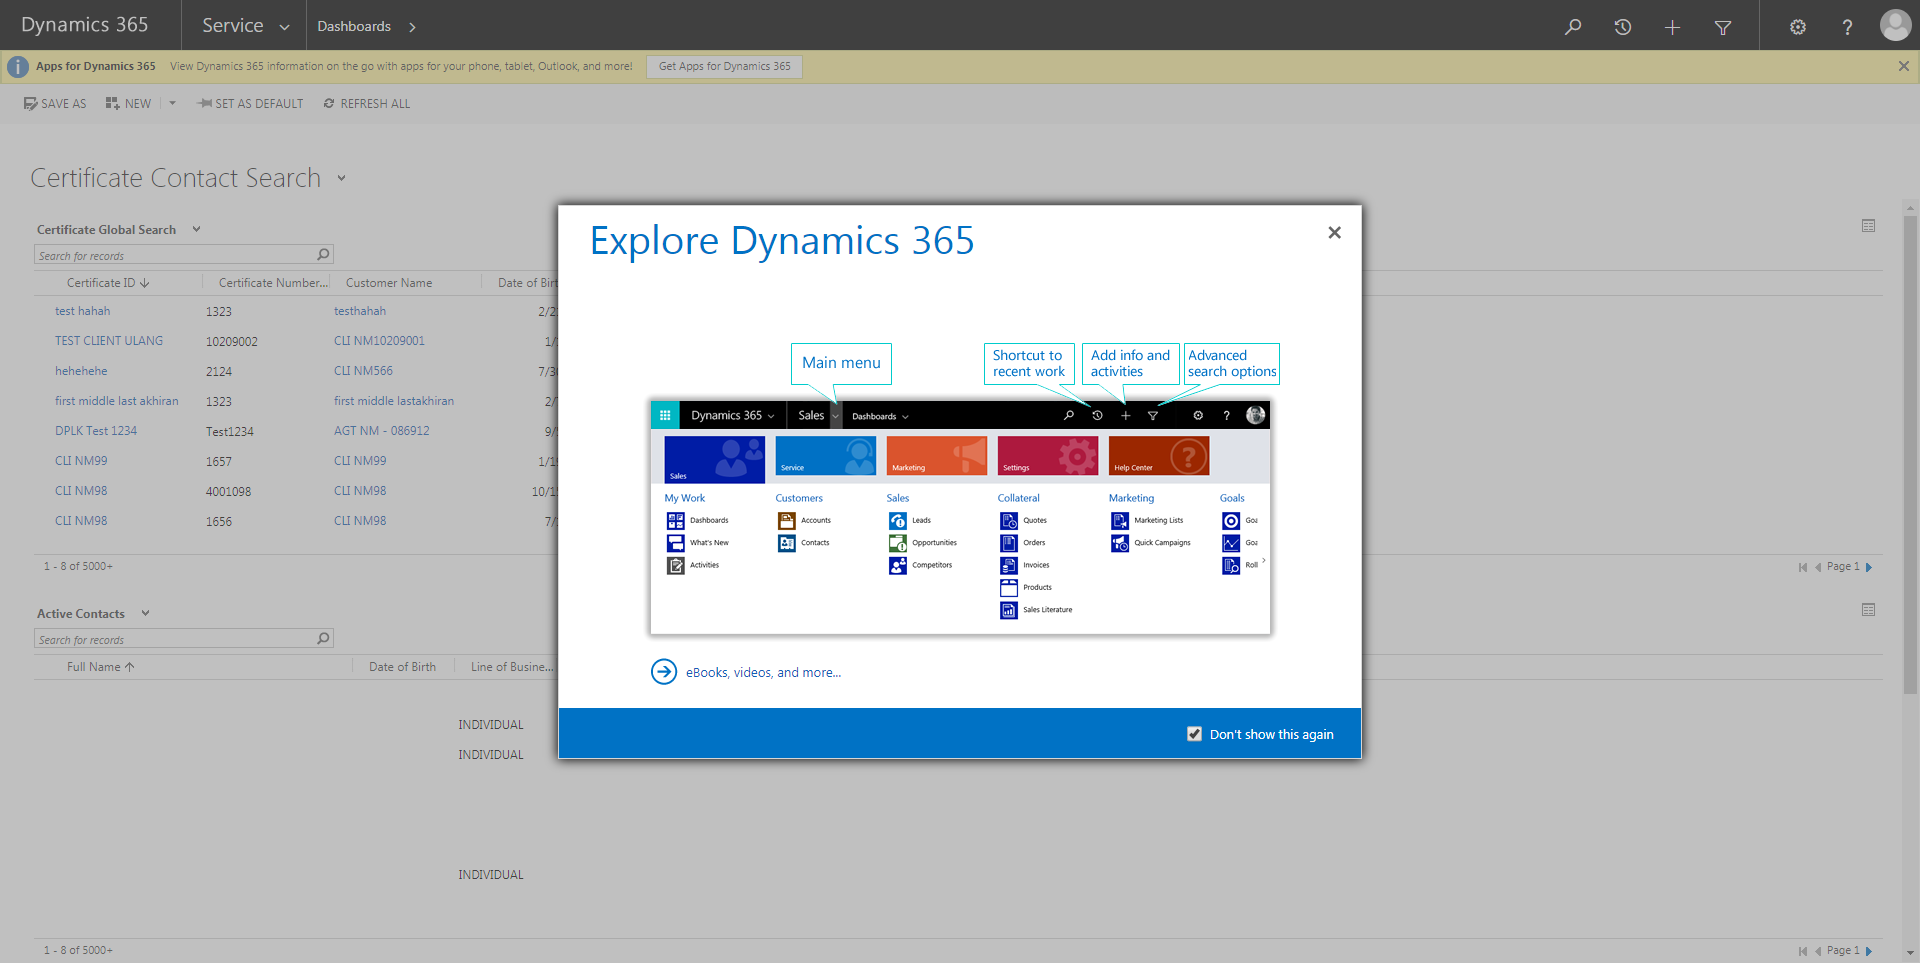 Dynamics 365
Service
Dashboards
Apps for Dynamics 365 View Dynamics 365 information on the go with apps for your phone, tablet, Outlook, and more! Get Apps for Dynamics 365
SAVE AS NEW SET AS DEFAULT REFRESH ALL
Certificate Contact Search
Certificate Global Search
Search for records
Certificate ID Certificate Number... Customer Name Date of Birt
test hahah 1323 testhahah 2/2
TEST CLIENT ULANG 10209002 CLI NM10209001 1/
hehehehe 2124 CLI NM566 7/30
first middle last akhiran 1323 first middle lastakhiran 2/
DPLK Test 1234 Test1234 AGT NM - 086912 9/
CLI NM99 1657 CLI NM99 1/1
CLI NM98 4001098 CLI NM98 10/1
CLI NM98 1656 CLI NM98 7/
1 - 8 of 5000+
Page 1
Active Contacts
Search for records
Full Name Date of Birth Line of Busine...
INDIVIDUAL
INDIVIDUAL
INDIVIDUAL
1 - 8 of 5000+
Page 1
Explore Dynamics 365
Main menu
Shortcut to
recent work
Add info and
activities
Advanced
search options
Dynamics 365 Sales Dashboards
Sales Service Marketing Settings Help Center
My Work Customers Sales Collateral Marketing Goals
Dashboards Accounts Leads Quotes Marketing Lists Goa
What's New Contacts Opportunities Orders Quick Campaigns Goa
Activities Competitors Invoices Roll
Products
Sales Literature
eBooks, videos, and more...
Don't show this again